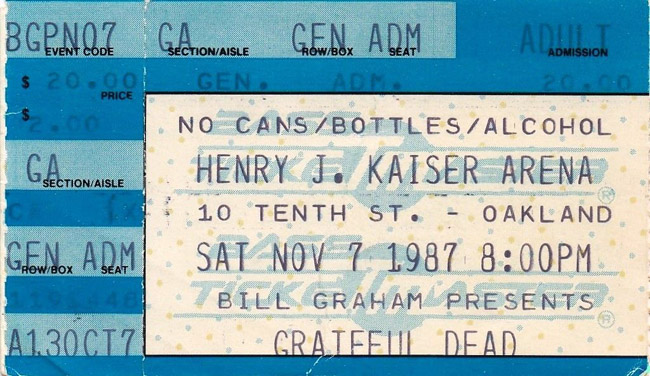 BGPN07 GA GEN ADM ADULT
EVENT CODE SECTION/AISLE ROW/BOX SEAT ADMISSION
$ 20.00 GEN. ADM. 20.00
PRICE
$ 2.00
NO CANS/BOTTLES/ALCOHOL
GA HENRY J. KAISER ARENA
SECTION/AISLE
10 TENTH ST. - OAKLAND
GEN ADM SAT NOV 7 1987 8:00PM
ROW/BOX SEAT
BILL GRAHAM PRESENTS
A130CT7 GRATEFUL DEAD